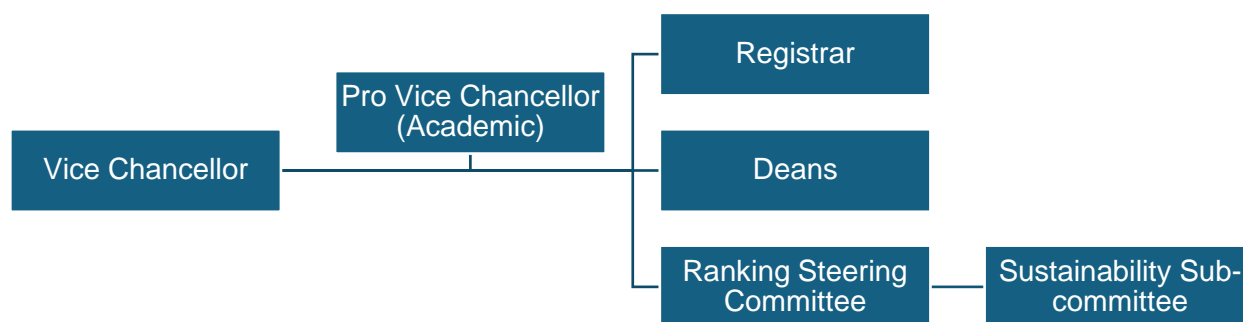 Vice Chancellor
Pro Vice Chancellor
(Academic)
Registrar
Deans
Ranking Steering
Committee
Sustainability Sub-
committee